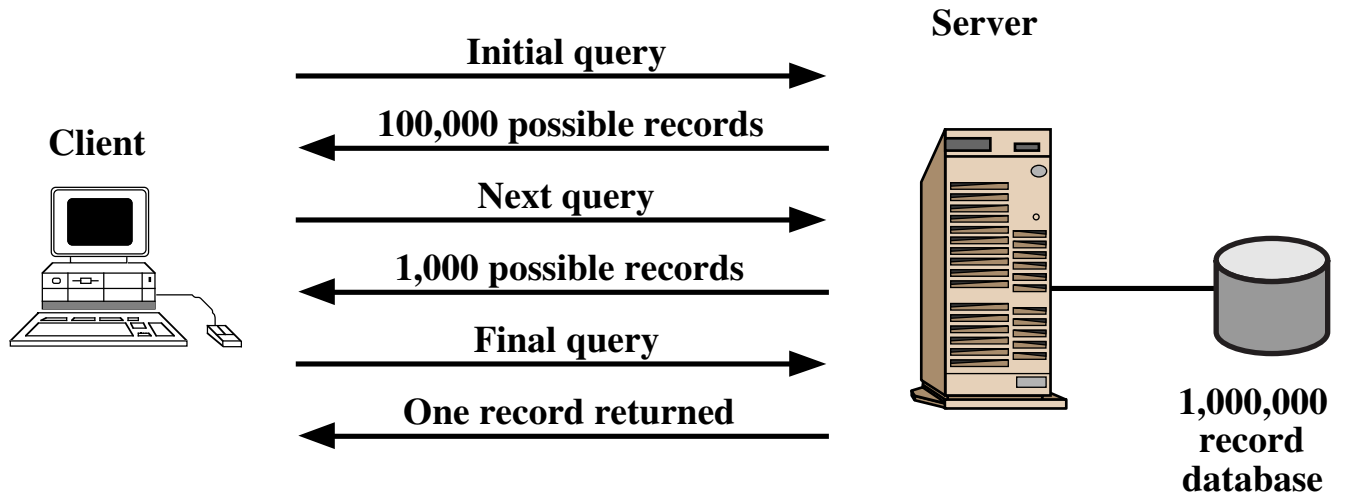 Server
Initial query
100,000 possible records
Client
Next query
1,000 possible records
Final query
One record returned
1,000,000
record
database